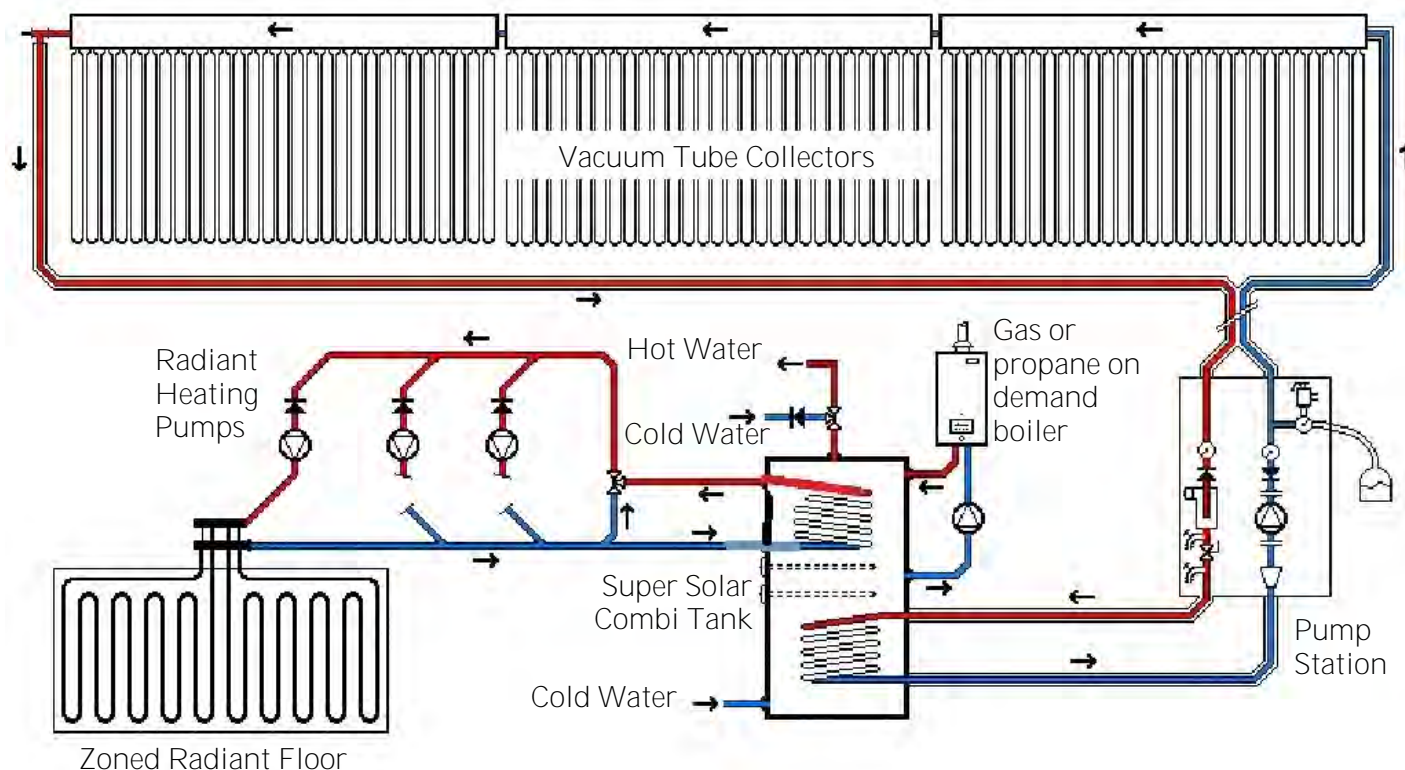 Vacuum Tube Collectors
Radiant
Heating
Pumps
Hot Water
Cold Water
Gas or
propane on
demand
boiler
Super Solar
Combi Tank
Cold Water
Pump
Station
Zoned Radiant Floor